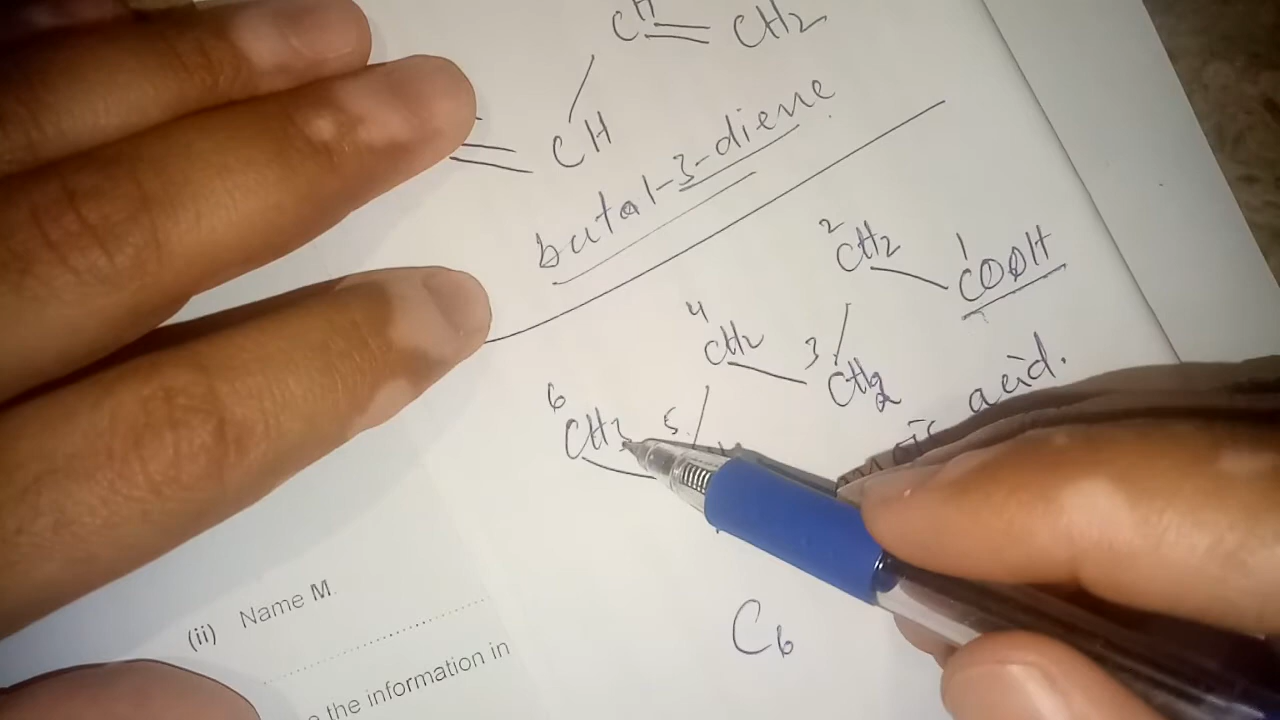 CH = CH2
= CH
buta1-3-diene
2 1
CH2 COOH
4 3
CH2 CH2
6 5
CH3
acid.
C6
(ii) Name M.
the information in